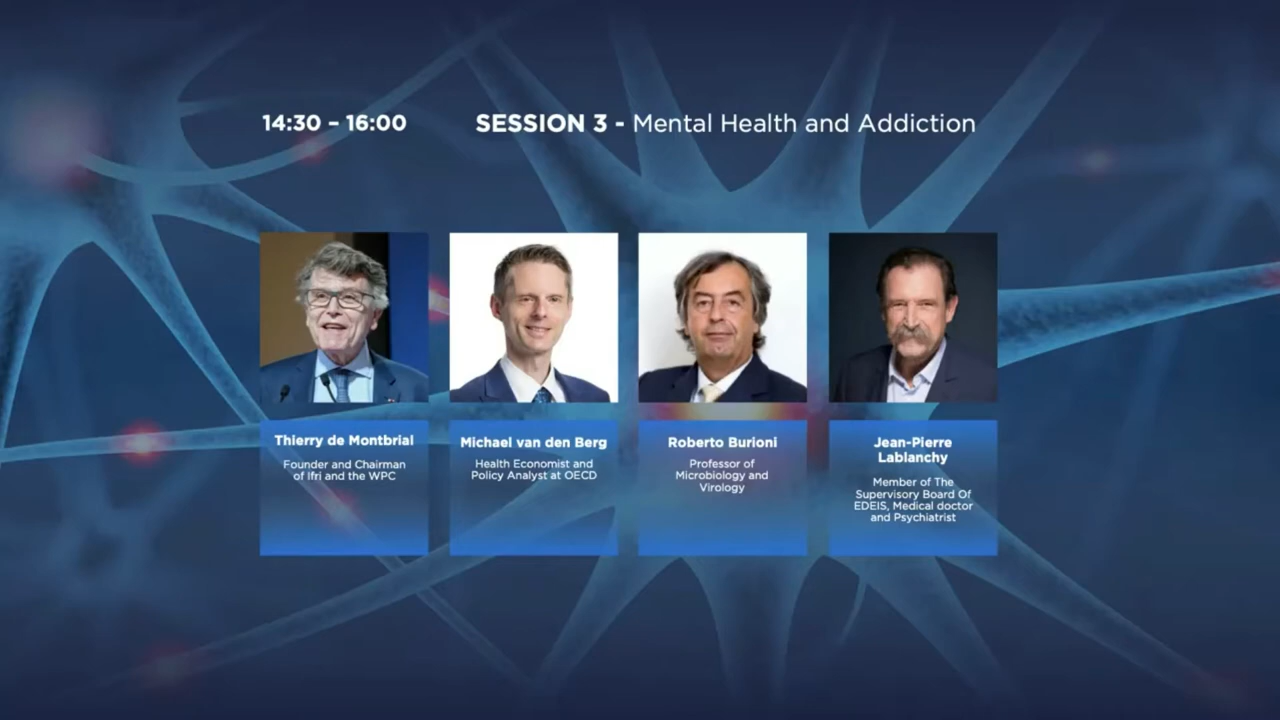 14:30 – 16:00
SESSION 3 - Mental Health and Addiction
Thierry de Montbrial
Founder and Chairman
of Ifri and the WPC
Michael van den Berg
Health Economist and
Policy Analyst at OECD
Roberto Burioni
Professor of
Microbiology and
Virology
Jean-Pierre
Lablanchy
Member of The
Supervisory Board Of
EDEIS, Medical doctor
and Psychiatrist